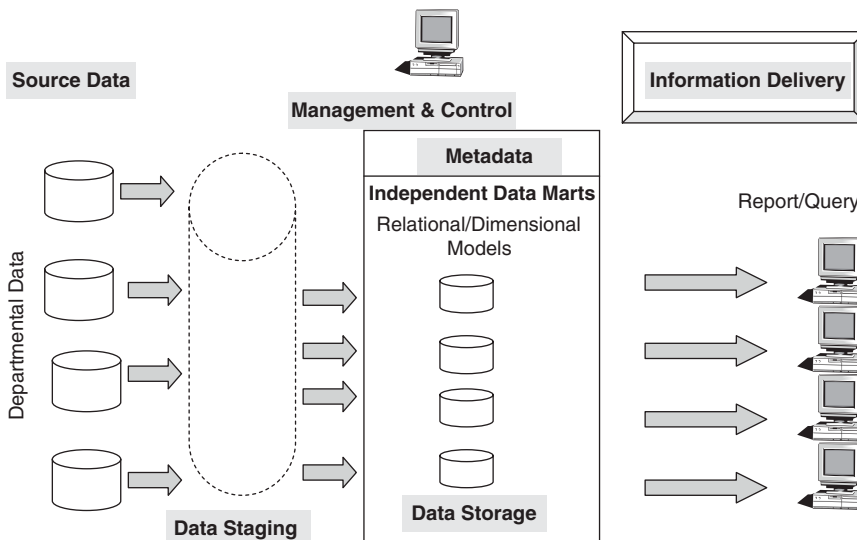 Source Data
Management & Control
Information Delivery
Metadata
Independent Data Marts
Relational/Dimensional
Models
Report/Query
Departmental Data
Data Staging
Data Storage